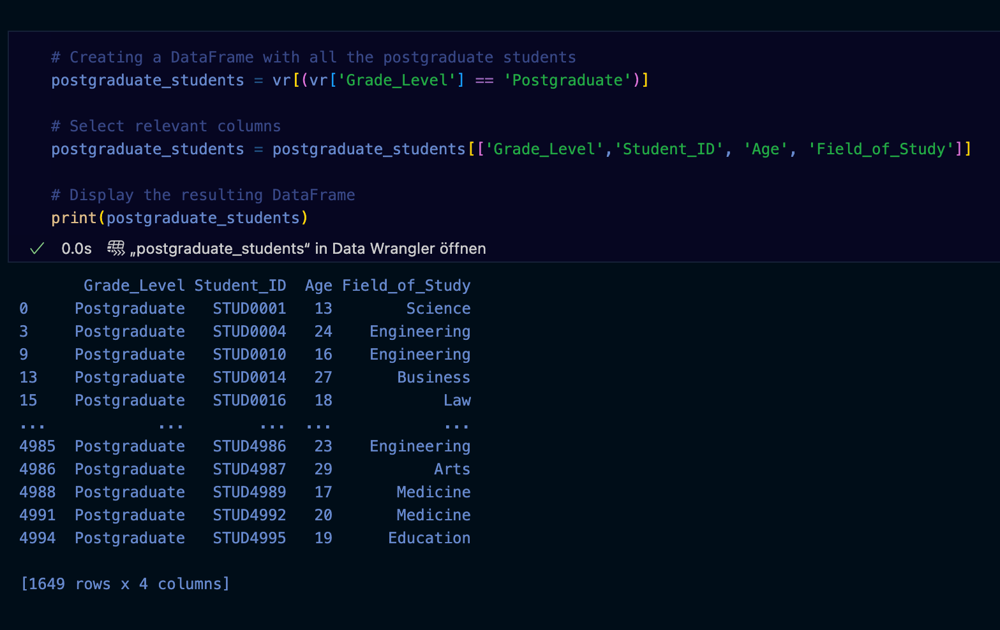 # Creating a DataFrame with all the postgraduate students
postgraduate_students = vr[(vr['Grade_Level'] == 'Postgraduate')]
# Select relevant columns
postgraduate_students = postgraduate_students[['Grade_Level','Student_ID', 'Age', 'Field_of_Study']]
# Display the resulting DataFrame
print(postgraduate_students)
0.0s „postgraduate_students“ in Data Wrangler öffnen
Grade_Level Student_ID Age Field_of_Study
0 Postgraduate STUD0001 13 Science
3 Postgraduate STUD0004 24 Engineering
9 Postgraduate STUD0010 16 Engineering
13 Postgraduate STUD0014 27 Business
15 Postgraduate STUD0016 18 Law
... ... ... ... ...
4985 Postgraduate STUD4986 23 Engineering
4986 Postgraduate STUD4987 29 Arts
4988 Postgraduate STUD4989 17 Medicine
4991 Postgraduate STUD4992 20 Medicine
4994 Postgraduate STUD4995 19 Education
[1649 rows x 4 columns]